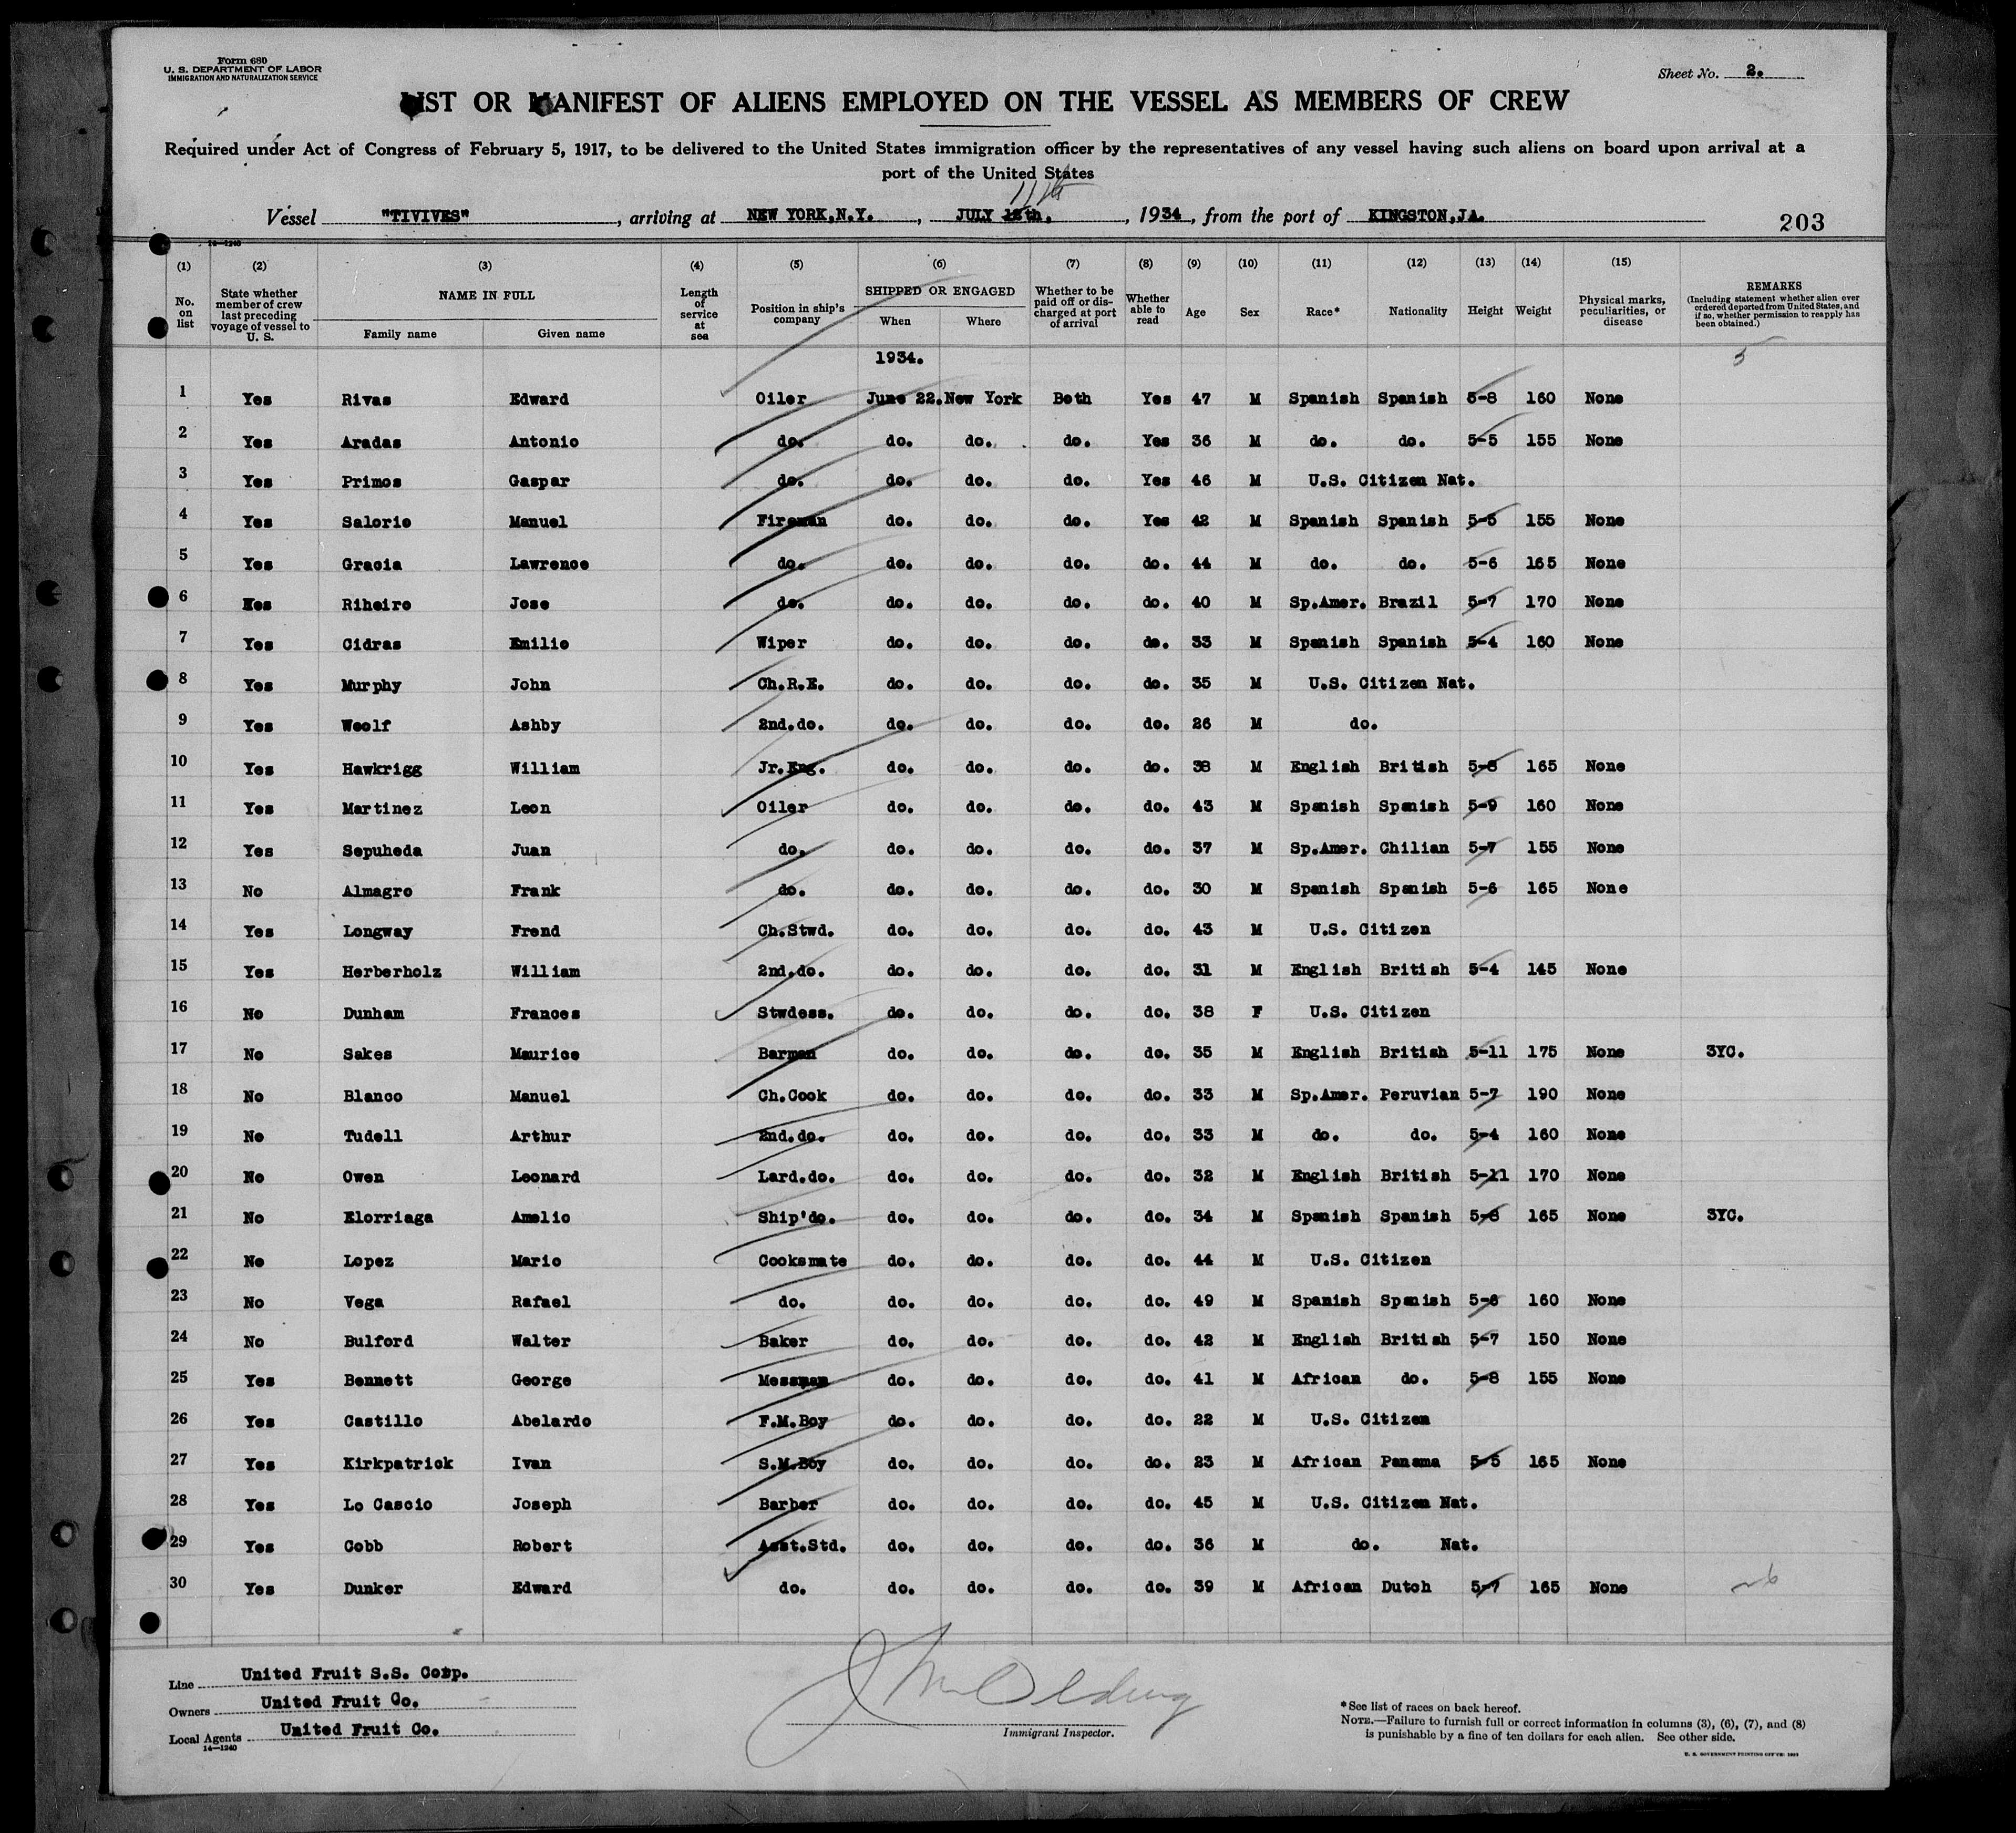 Form 680
U. S. DEPARTMENT OF LABOR
IMMIGRATION AND NATURALIZATION SERVICE
Sheet No. 2.
LIST OR MANIFEST OF ALIENS EMPLOYED ON THE VESSEL AS MEMBERS OF CREW
Required under Act of Congress of February 5, 1917, to be delivered to the United States immigration officer by the representatives of any vessel having such aliens on board upon arrival at a
port of the United States
11th
Vessel "TIVIVES", arriving at NEW YORK,N.Y., JULY 12th., 1934, from the port of KINGSTON,JA.
203
14—1240
(1) (2) (3) (4) (5) (6) (7) (8) (9) (10) (11) (12) (13) (14) (15)
No. on list | State whether member of crew last preceding voyage of vessel to U. S. | NAME IN FULL Family name Given name | Length of service at sea | Position in ship's company | SHIPPED OR ENGAGED When Where | Whether to be paid off or discharged at port of arrival | Whether able to read | Age | Sex | Race* | Nationality | Height | Weight | Physical marks, peculiarities, or disease | REMARKS (Including statement whether alien ever ordered deported from United States, and if so, whether permission to reapply has been obtained.)
1934. 5
1 Yes Rivas Edward Oiler June 22. New York Both Yes 47 M Spanish Spanish 5-8 160 None
2 Yes Aradas Antonio do. do. do. do. Yes 36 M do. do. 5-5 155 None
3 Yes Primos Gaspar do. do. do. do. Yes 46 M U.S. Citizen Nat.
4 Yes Salorio Manuel Fireman do. do. do. Yes 42 M Spanish Spanish 5-5 155 None
5 Yes Gracia Lawrence do. do. do. do. do. 44 M do. do. 5-6 165 None
6 Yes Riheiro Jose do. do. do. do. do. 40 M Sp.Amer. Brazil 5-7 170 None
7 Yes Cidras Emilio Wiper do. do. do. do. 33 M Spanish Spanish 5-4 160 None
8 Yes Murphy John Ch.R.E. do. do. do. do. 35 M U.S. Citizen Nat.
9 Yes Woolf Ashby 2nd.do. do. do. do. do. 26 M do.
10 Yes Hawkrigg William Jr.Eng. do. do. do. do. 38 M English British 5-8 165 None
11 Yes Martinez Leon Oiler do. do. do. do. 43 M Spanish Spanish 5-9 160 None
12 Yes Sepuheda Juan do. do. do. do. do. 37 M Sp.Amer. Chilian 5-7 155 None
13 No Almagro Frank do. do. do. do. do. 30 M Spanish Spanish 5-6 165 None
14 Yes Longway Frend Ch.Stwd. do. do. do. do. 43 M U.S. Citizen
15 Yes Herberholz William 2nd.do. do. do. do. do. 31 M English British 5-4 145 None
16 No Dunham Frances Stwdess. do. do. do. do. 38 F U.S. Citizen
17 No Sakes Maurice Barman do. do. do. do. 35 M English British 5-11 175 None 3YC.
18 No Blanco Manuel Ch.Cook do. do. do. do. 33 M Sp.Amer. Peruvian 5-7 190 None
19 No Tudell Arthur 2nd.do. do. do. do. do. 33 M do. do. 5-4 160 None
20 No Owen Leonard Lard.do. do. do. do. do. 32 M English British 5-11 170 None
21 No Elorriaga Amelio Ship'do. do. do. do. do. 34 M Spanish Spanish 5-8 165 None 3YC.
22 No Lopez Mario Cooksmate do. do. do. do. 44 M U.S. Citizen
23 No Vega Rafael do. do. do. do. do. 49 M Spanish Spanish 5-6 160 None
24 No Bulford Walter Baker do. do. do. do. 42 M English British 5-7 150 None
25 Yes Bennett George Messman do. do. do. do. 41 M African do. 5-8 155 None
26 Yes Castillo Abelardo F.M.Boy do. do. do. do. 22 M U.S. Citizen
27 Yes Kirkpatrick Ivan S.M.Boy do. do. do. do. 23 M African Panama 5-5 165 None
28 Yes Lo Cascio Joseph Barber do. do. do. do. 45 M U.S. Citizen Nat.
29 Yes Cobb Robert Asst.Std. do. do. do. do. 36 M do. Nat.
30 Yes Dunker Edward do. do. do. do. do. 39 M African Dutch 5-7 165 None
Line United Fruit S.S. Corp.
Owners United Fruit Co.
Local Agents United Fruit Co.
14—1240
Immigrant Inspector.
*See list of races on back hereof.
NOTE.—Failure to furnish full or correct information in columns (3), (6), (7), and (8)
is punishable by a fine of ten dollars for each alien. See other side.
U. S. GOVERNMENT PRINTING OFFICE: